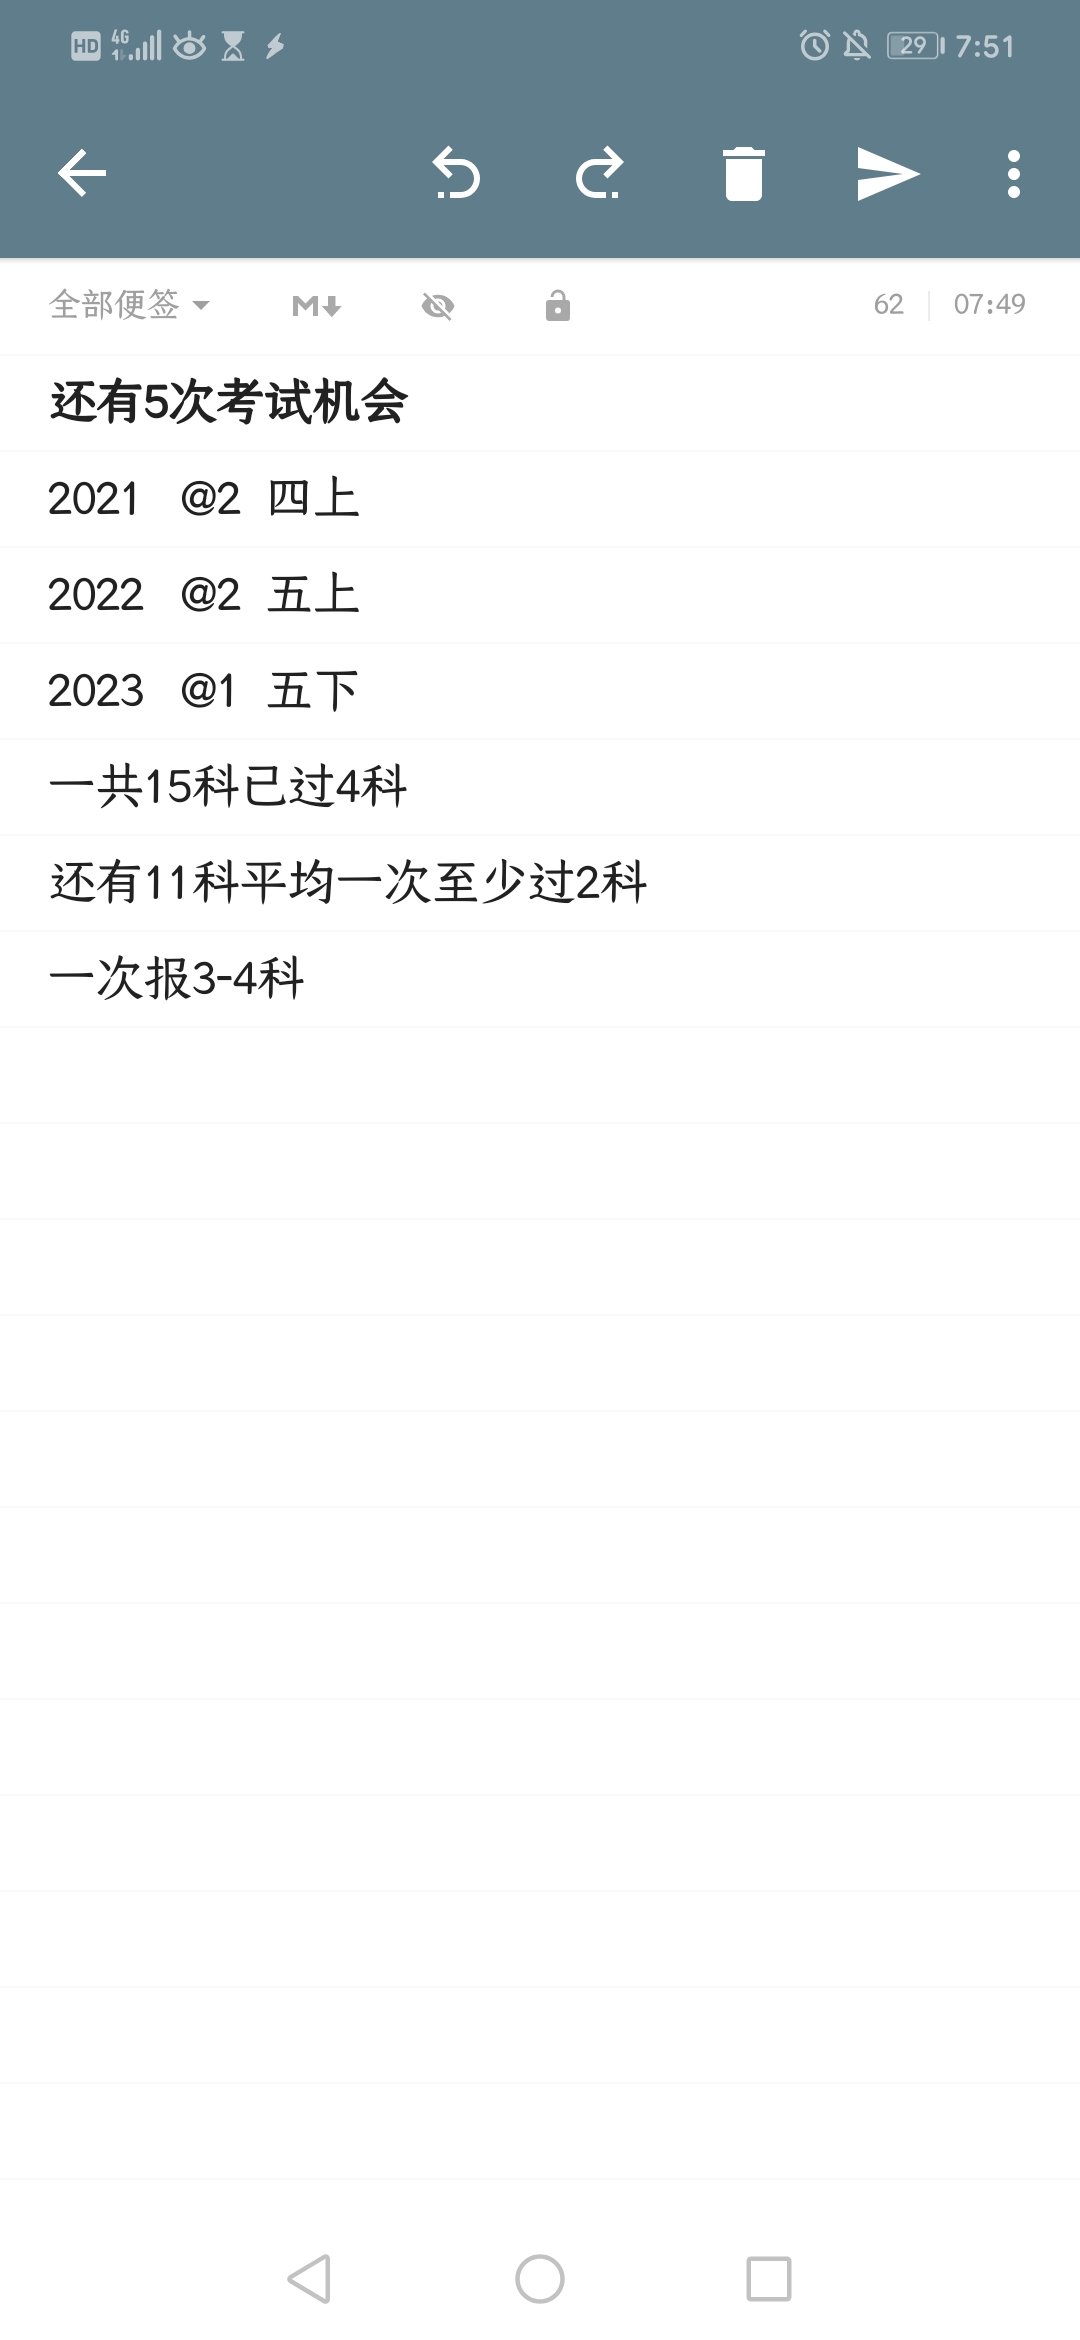 HD 4G 29 7:51
全部便签 M 62 07:49
还有5次考试机会
2021 @2 四上
2022 @2 五上
2023 @1 五下
一共15科已过4科
还有11科平均一次至少过2科
一次报3-4科